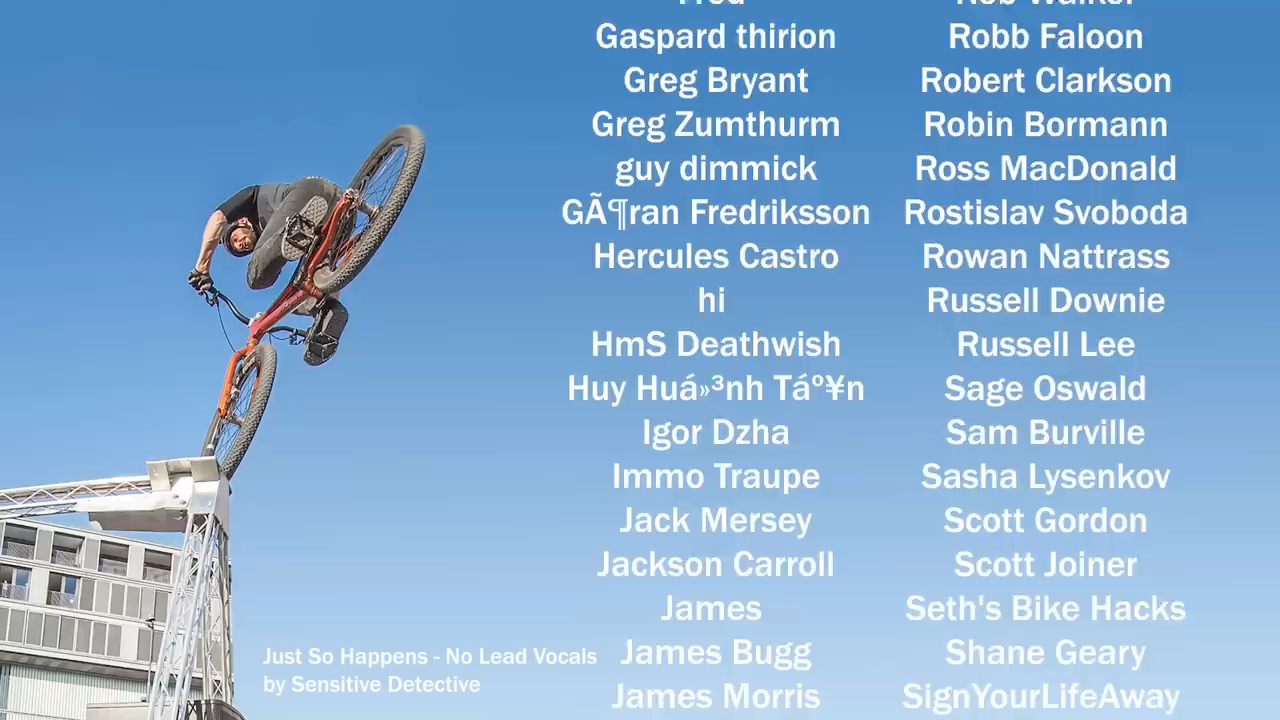 Gaspard thirion
Greg Bryant
Greg Zumthurm
guy dimmick
GÃ¶ran Fredriksson
Hercules Castro
hi
HmS Deathwish
Huy Huá»³nh Táº¥n
Igor Dzha
Immo Traupe
Jack Mersey
Jackson Carroll
James
James Bugg
James Morris
Robb Faloon
Robert Clarkson
Robin Bormann
Ross MacDonald
Rostislav Svoboda
Rowan Nattrass
Russell Downie
Russell Lee
Sage Oswald
Sam Burville
Sasha Lysenkov
Scott Gordon
Scott Joiner
Seth's Bike Hacks
Shane Geary
SignYourLifeAway
Just So Happens - No Lead Vocals
by Sensitive Detective